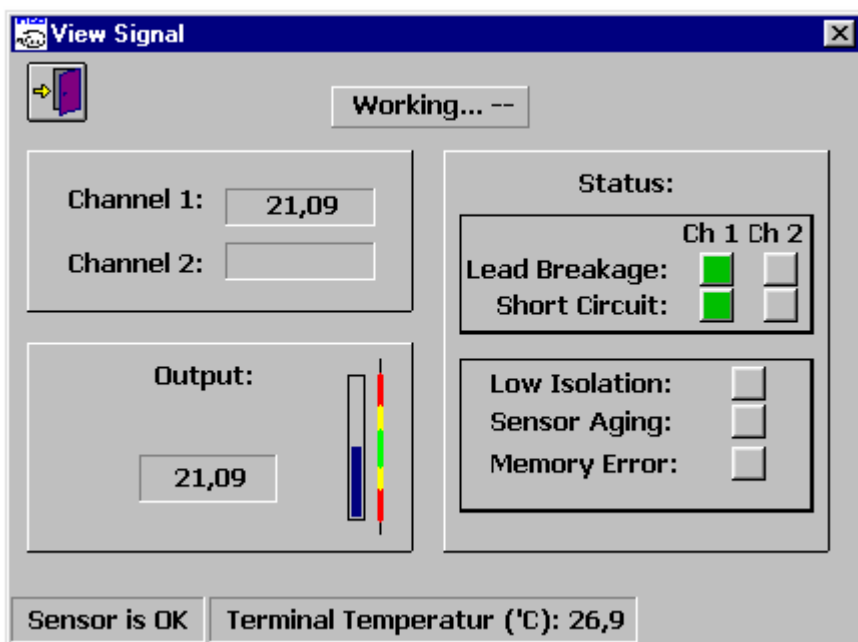 View Signal
Working... --
Channel 1: 21,09
Channel 2:
Output:
21,09
Status:
Ch 1 Ch 2
Lead Breakage:
Short Circuit:
Low Isolation:
Sensor Aging:
Memory Error:
Sensor is OK
Terminal Temperatur ('C): 26,9